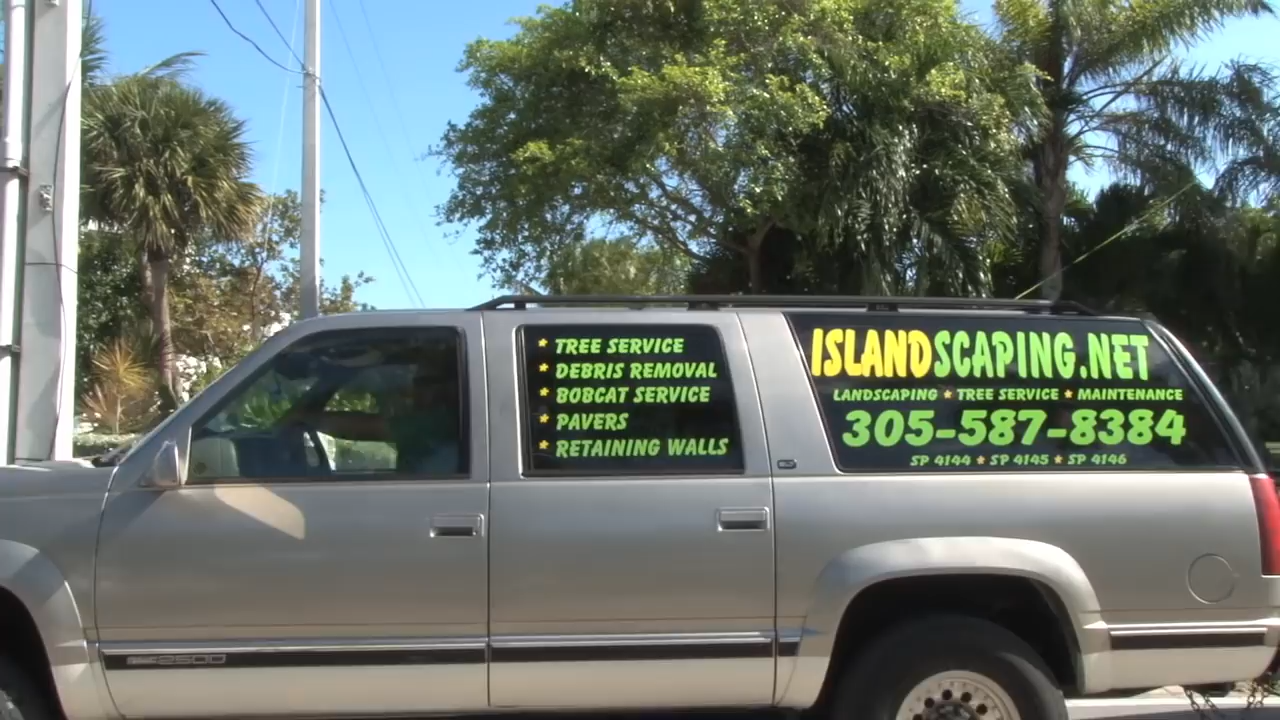 ★ TREE SERVICE
★ DEBRIS REMOVAL
★ BOBCAT SERVICE
★ PAVERS
★ RETAINING WALLS
ISLANDSCAPING.NET
LANDSCAPING ★ TREE SERVICE ★ MAINTENANCE
305-587-8384
SP 4144 ★ SP 4145 ★ SP 4146
2500